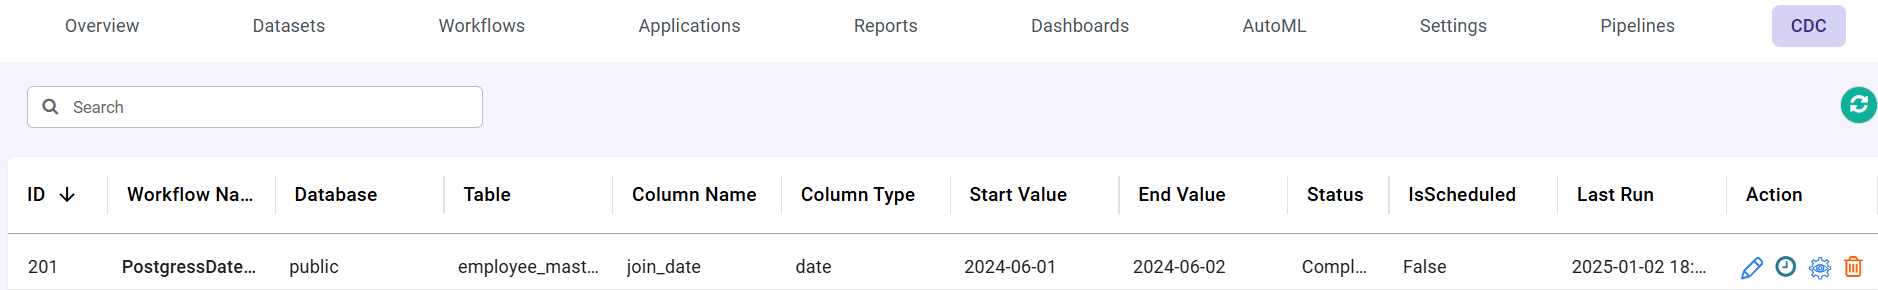 Overview Datasets Workflows Applications Reports Dashboards AutoML Settings Pipelines CDC
Search
ID Workflow Na... Database Table Column Name Column Type Start Value End Value Status IsScheduled Last Run Action
201 PostgressDate... public employee_mast... join_date date 2024-06-01 2024-06-02 Compl... False 2025-01-02 18:...